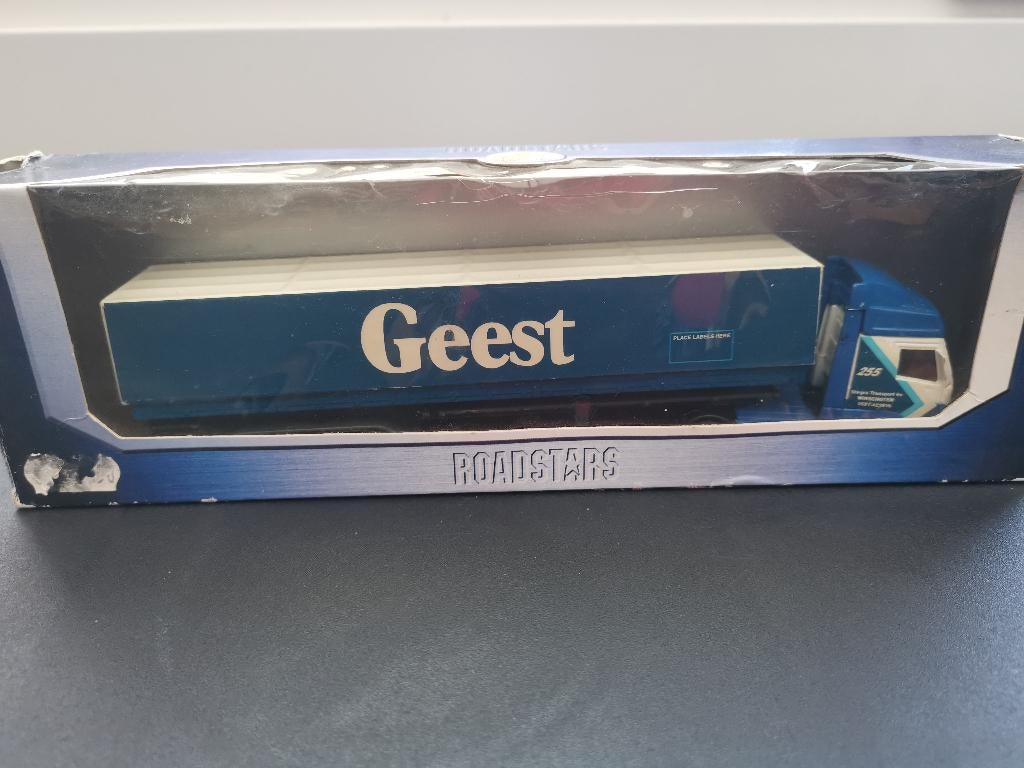 Geest
PLACE LABELS HERE
255
ROADSTARS